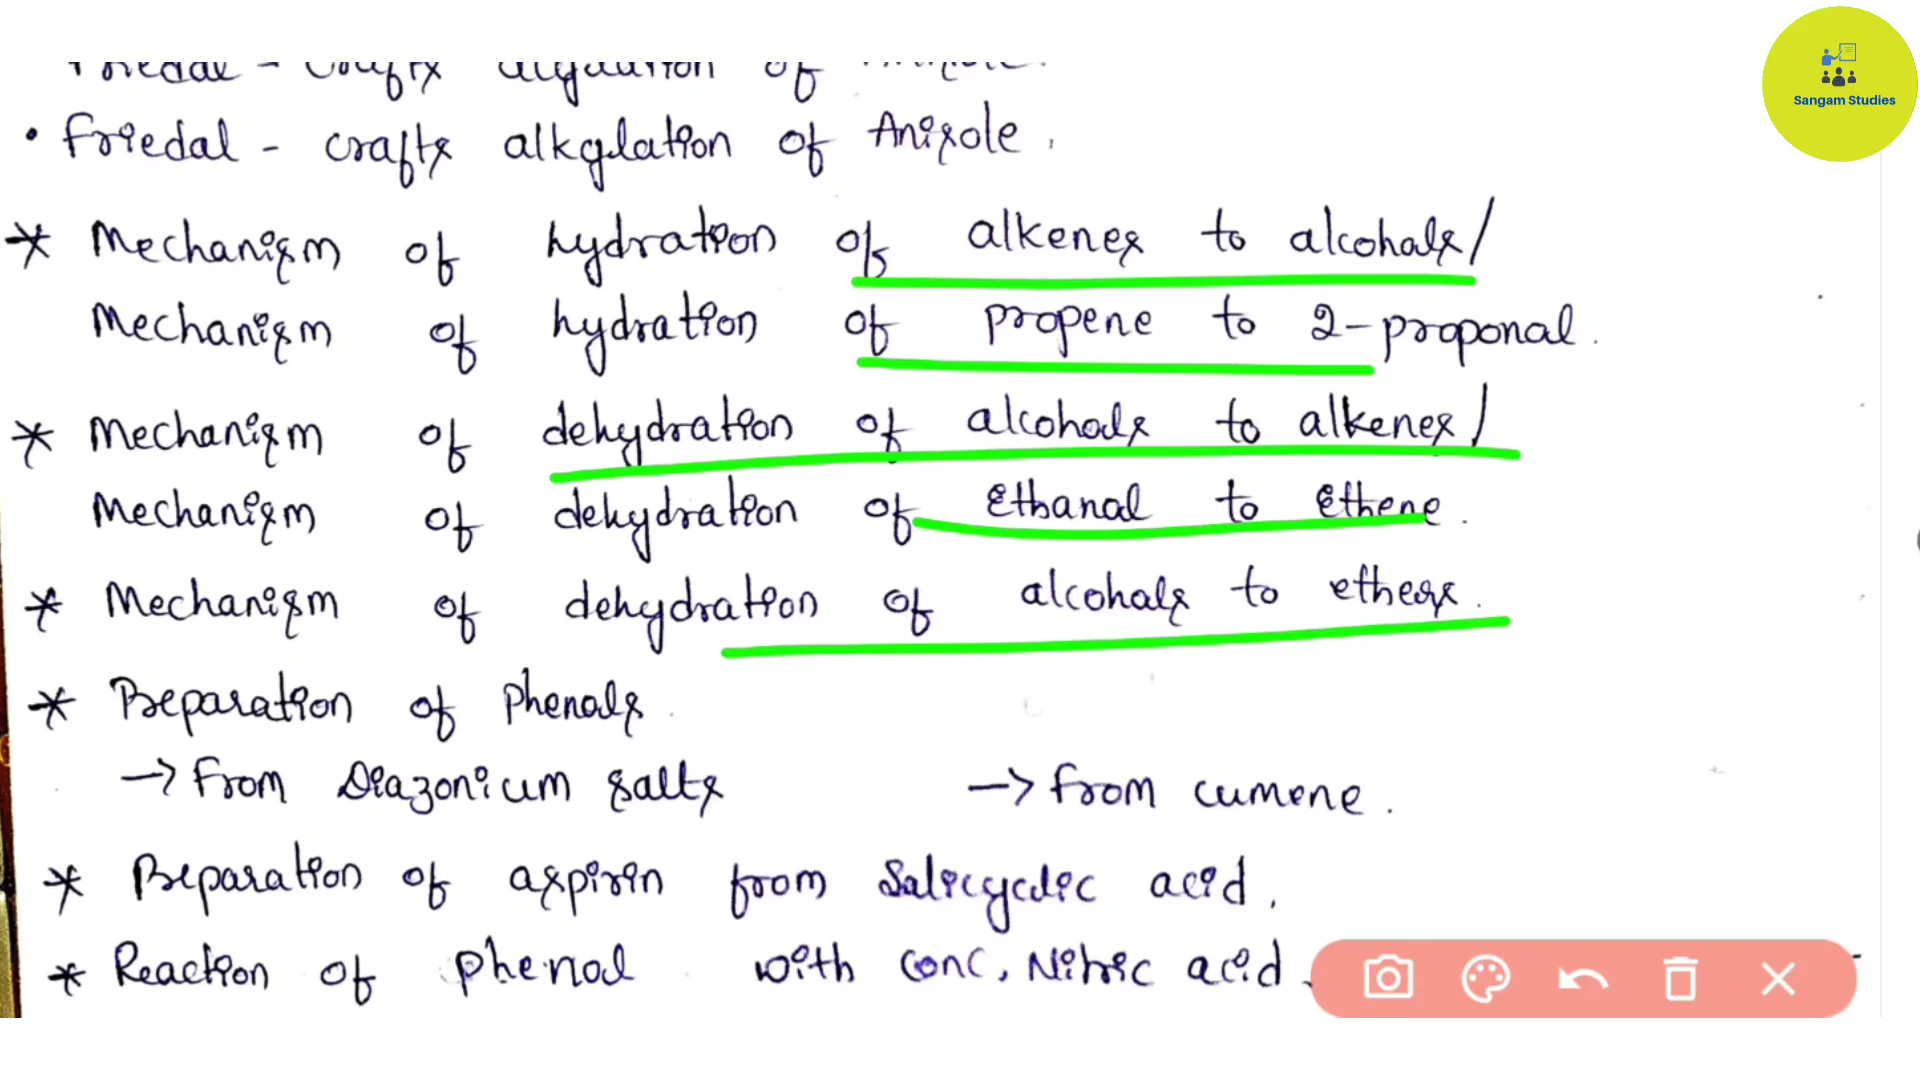 Friedal - crafts alkylation of Anisole.
Sangam Studies
* Mechanism of hydration of alkenes to alcohals/
Mechanism of hydration of propene to 2-proponal.
* Mechanism of dehydration of alcohols to alkenes/
Mechanism of dehydration of Ethanal to Ethene.
* Mechanism of dehydration of alcohals to ethers.
* Preparation of Phenols.
→ From Diazonium salts → From cumene.
* Preparation of aspirin from Salicyclic acid.
* Reaction of phenol with conc. Nitric acid.